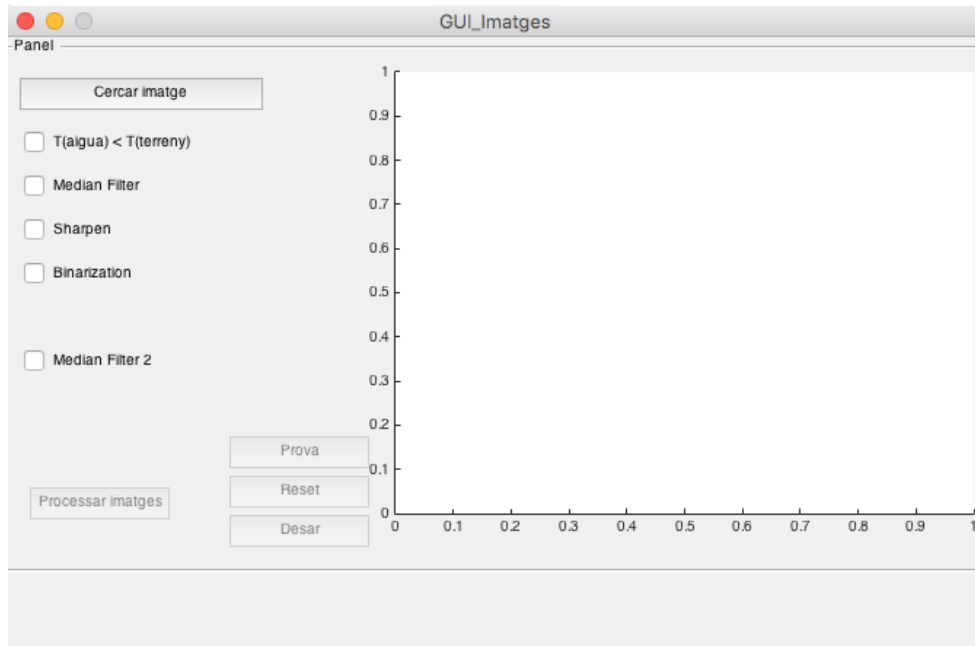 GUI_Imatges
Panel
Cercar imatge
T(aigua) < T(terreny)
Median Filter
Sharpen
Binarization
Median Filter 2
Prova
Reset
Desar
Processar imatges
1
0.9
0.8
0.7
0.6
0.5
0.4
0.3
0.2
0.1
0
0 0.1 0.2 0.3 0.4 0.5 0.6 0.7 0.8 0.9 1